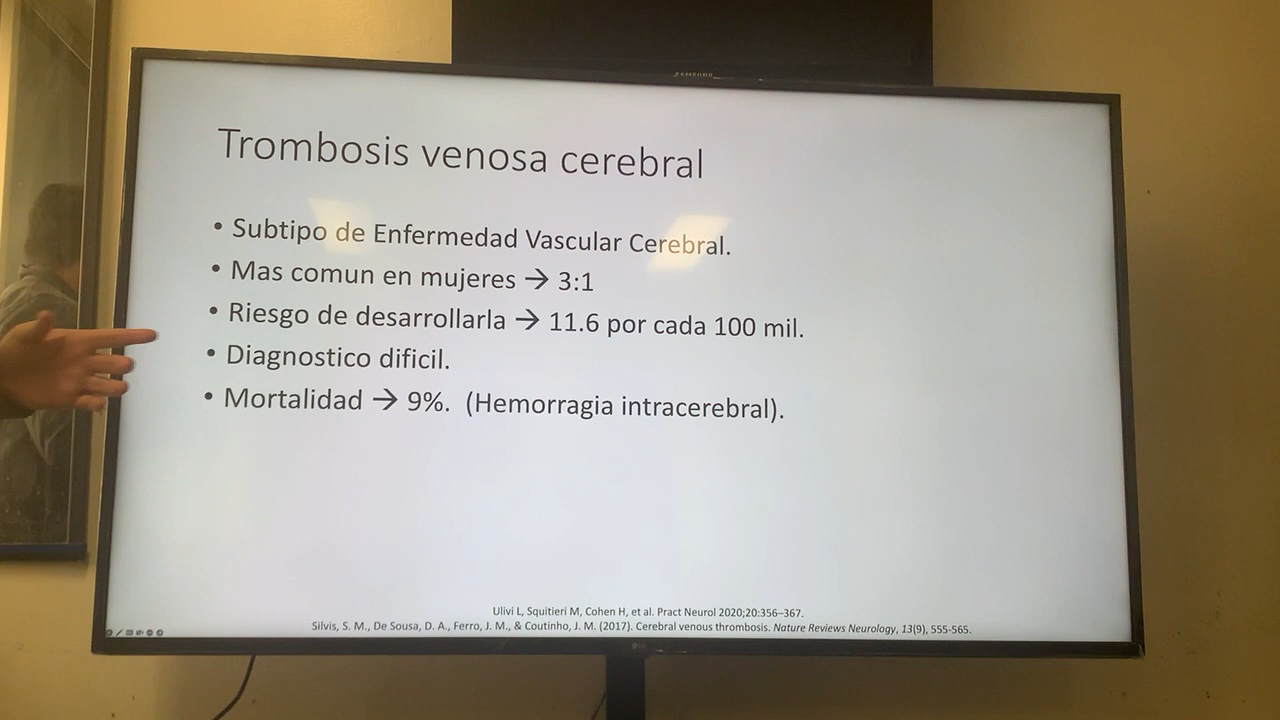 SAMSUNG
Trombosis venosa cerebral
• Subtipo de Enfermedad Vascular Cerebral.
• Mas comun en mujeres → 3:1
• Riesgo de desarrollarla → 11.6 por cada 100 mil.
• Diagnostico dificil.
• Mortalidad → 9%. (Hemorragia intracerebral).
Ulivi L, Squitieri M, Cohen H, et al. Pract Neurol 2020;20:356–367.
Silvis, S. M., De Sousa, D. A., Ferro, J. M., & Coutinho, J. M. (2017). Cerebral venous thrombosis. Nature Reviews Neurology, 13(9), 555-565.
LG